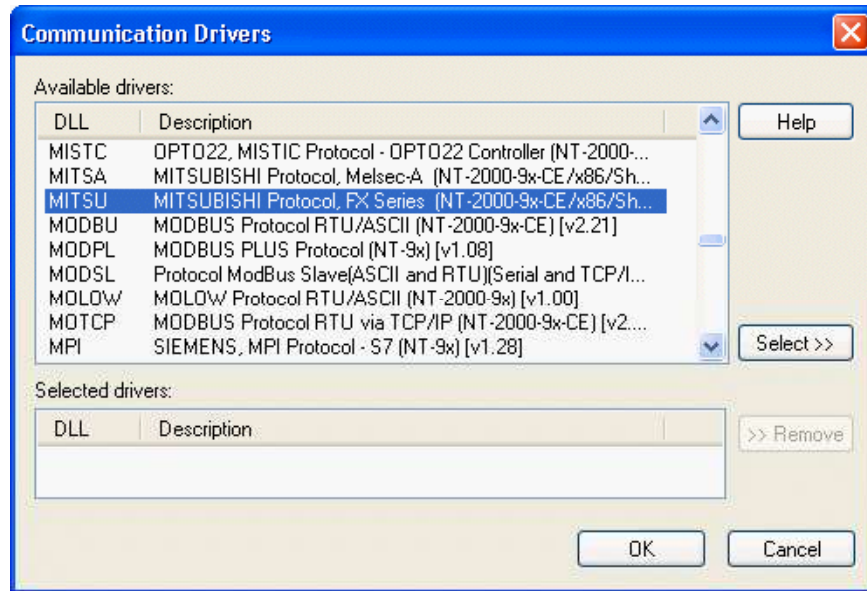 Communication Drivers
Available drivers:
DLL Description
Help
MISTC OPTO22, MISTIC Protocol - OPTO22 Controller (NT-2000-...
MITSA MITSUBISHI Protocol, Melsec-A (NT-2000-9x-CE/x86/Sh...
MITSU MITSUBISHI Protocol, FX Series (NT-2000-9x-CE/x86/Sh...
MODBU MODBUS Protocol RTU/ASCII (NT-2000-9x-CE) [v2.21]
MODPL MODBUS PLUS Protocol (NT-9x) [v1.08]
MODSL Protocol ModBus Slave(ASCII and RTU)(Serial and TCP/I...
MOLOW MOLOW Protocol RTU/ASCII (NT-2000-9x) [v1.00]
MOTCP MODBUS Protocol RTU via TCP/IP (NT-2000-9x-CE) [v2....
MPI SIEMENS, MPI Protocol - S7 (NT-9x) [v1.28]
Select >>
Selected drivers:
DLL Description
>> Remove
OK Cancel